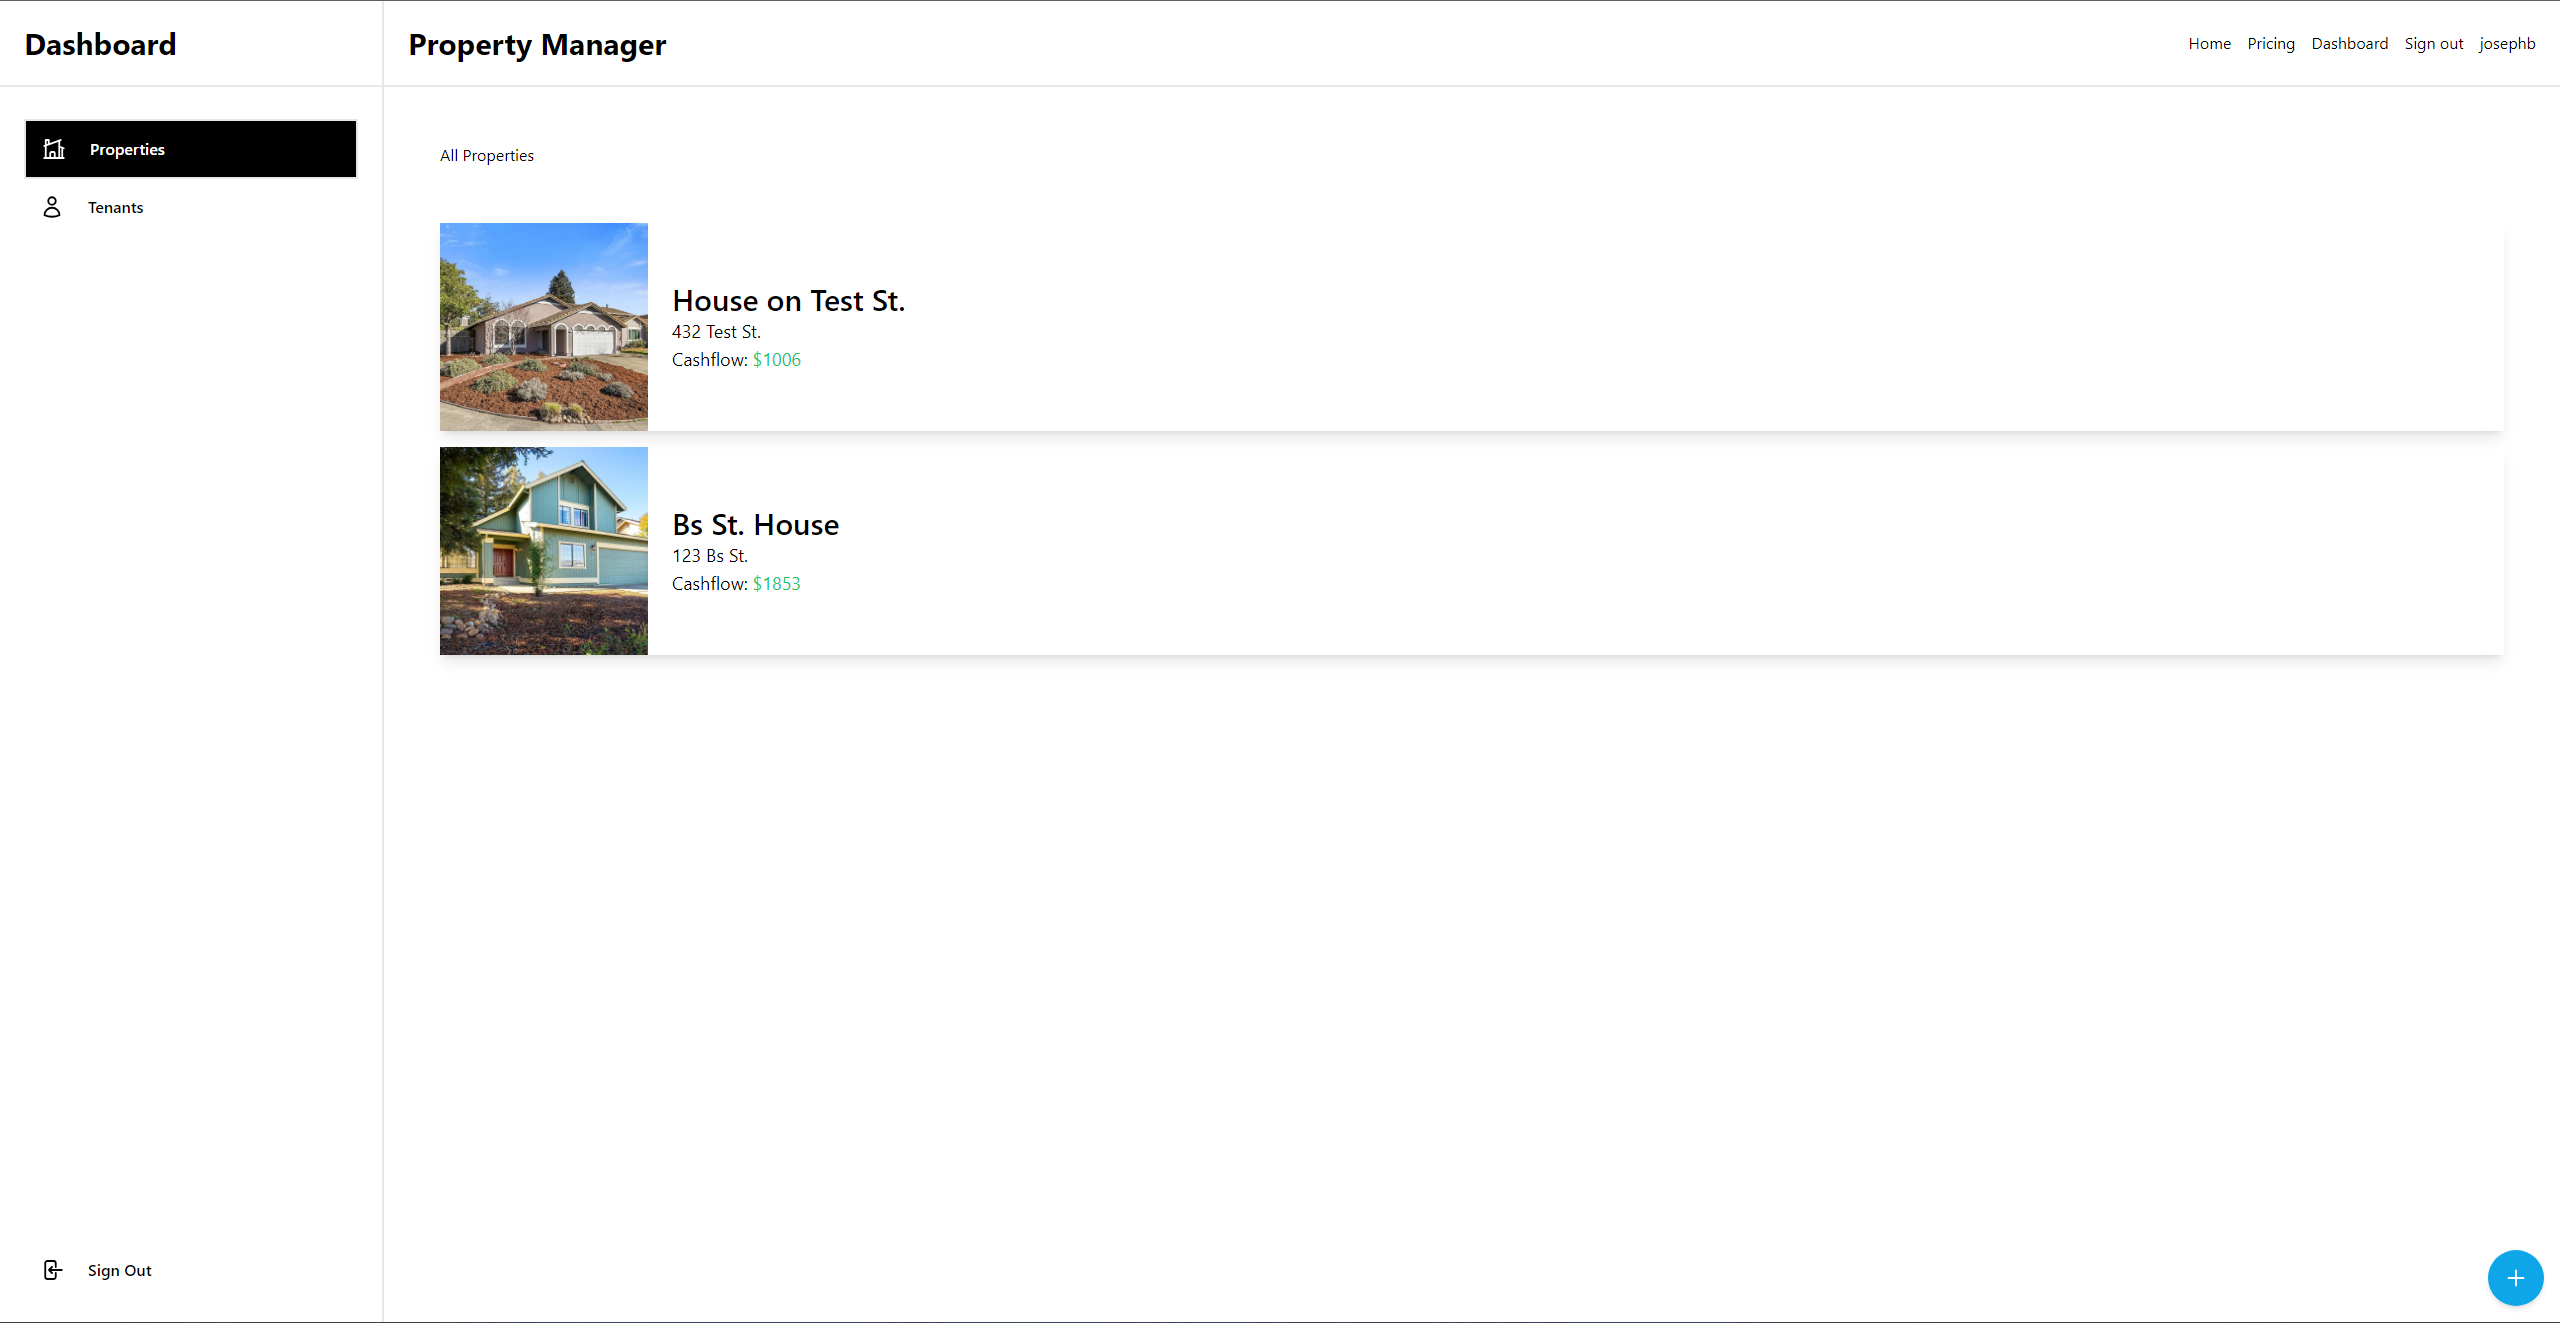 Dashboard
Property Manager
Home Pricing Dashboard Sign out josephb
Properties
Tenants
All Properties
House on Test St.
432 Test St.
Cashflow: $1006
Bs St. House
123 Bs St.
Cashflow: $1853
Sign Out